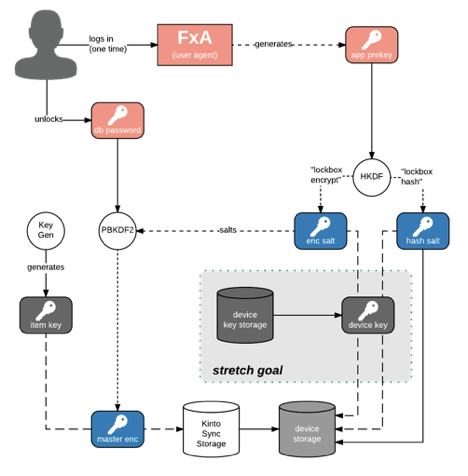 logs in
(one time)
FxA
(user agent)
generates
app prekey
unlocks
db password
HKDF
"lockbox
encrypt"
"lockbox
hash"
Key
Gen
PBKDF2
salts
enc salt
hash salt
generates
item key
device
key storage
device key
stretch goal
master enc
Kinto
Sync
Storage
device
storage